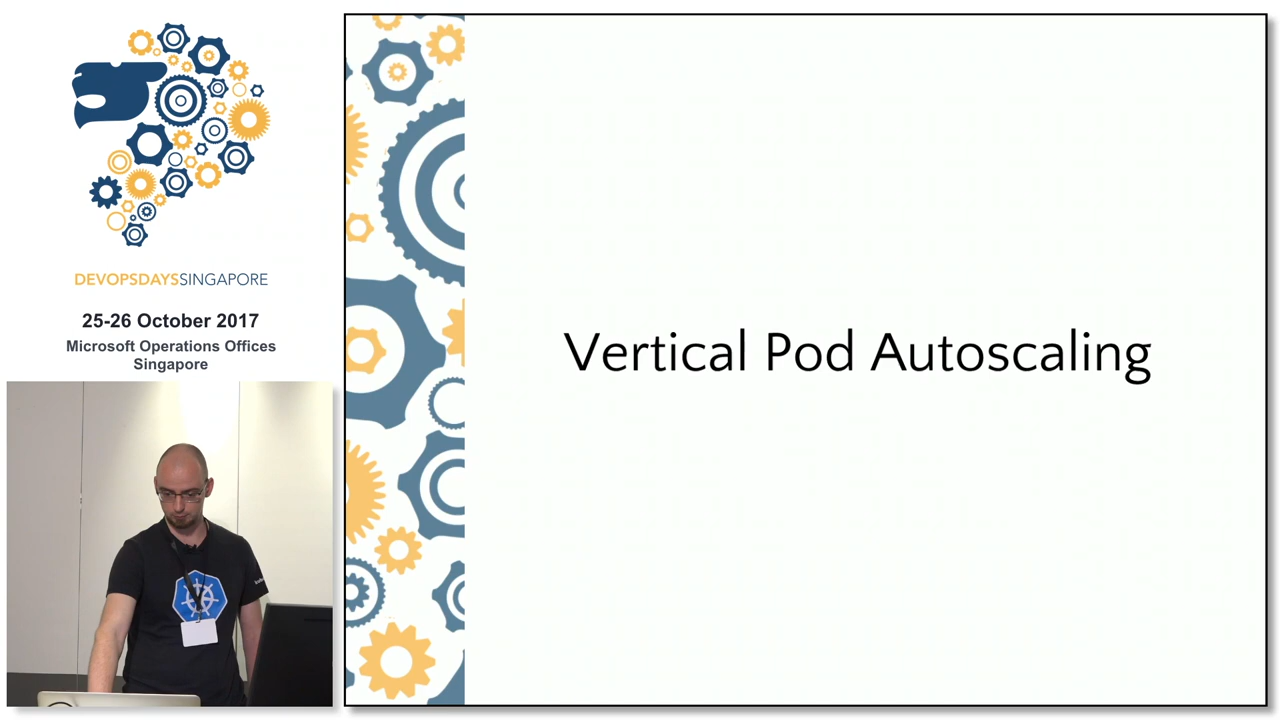 DEVOPSDAYSSINGAPORE
25-26 October 2017
Microsoft Operations Offices
Singapore
Vertical Pod Autoscaling